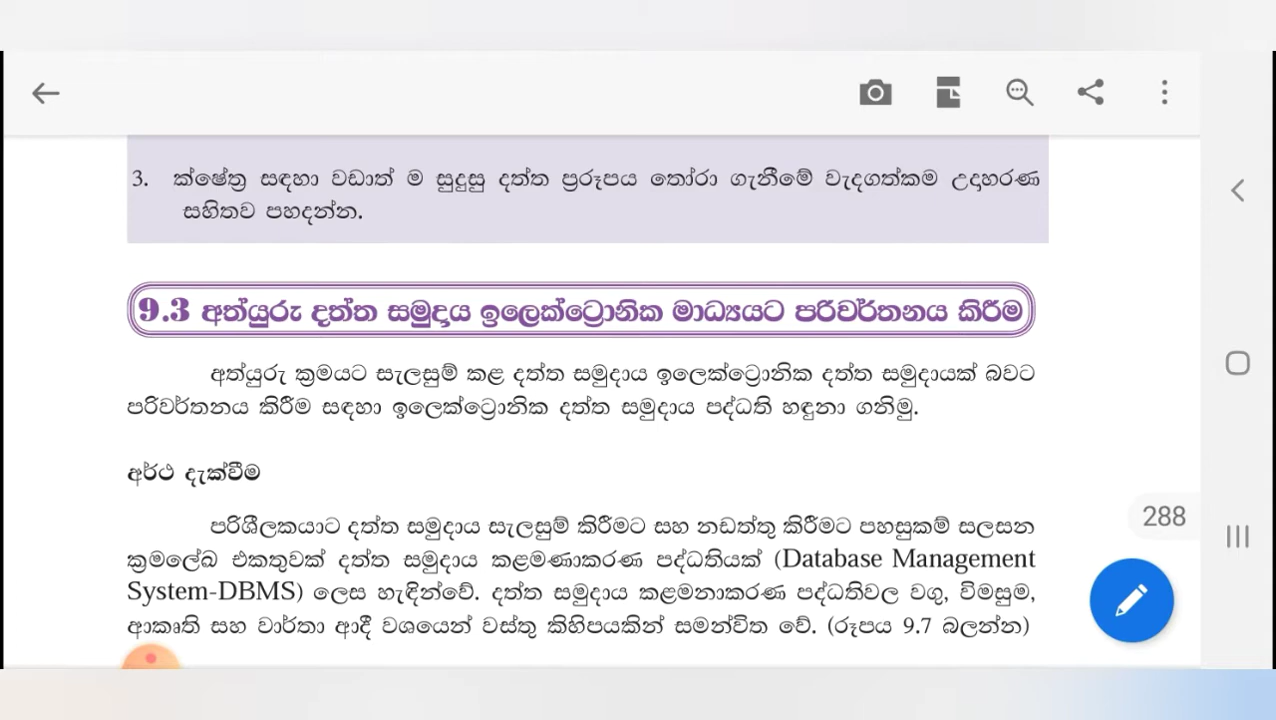 3. ක්ෂේත්‍ර සඳහා වඩාත් ම සුදුසු දත්ත ප්‍රරූපය තෝරා ගැනීමේ වැදගත්කම උදාහරණ
සහිතව පහදන්න.
9.3 අත්යුරු දත්ත සමුදාය ඉලෙක්ට්‍රොනික මාධ්‍යයට පරිවර්තනය කිරීම
අත්යුරු ක්‍රමයට සැලසුම් කළ දත්ත සමුදාය ඉලෙක්ට්‍රොනික දත්ත සමුදායක් බවට
පරිවර්තනය කිරීම සඳහා ඉලෙක්ට්‍රොනික දත්ත සමුදාය පද්ධති හඳුනා ගනිමු.
අර්ථ දැක්වීම
පරිශීලකයාට දත්ත සමුදාය සැලසුම් කිරීමට සහ නඩත්තු කිරීමට පහසුකම් සලසන
ක්‍රමලේඛ එකතුවක් දත්ත සමුදාය කළමණාකරණ පද්ධතියක් (Database Management
System-DBMS) ලෙස හැඳින්වේ. දත්ත සමුදාය කළමනාකරණ පද්ධතිවල වගු, විමසුම,
ආකෘති සහ වාර්තා ආදී වශයෙන් වස්තු කිහිපයකින් සමන්විත වේ. (රූපය 9.7 බලන්න)
288